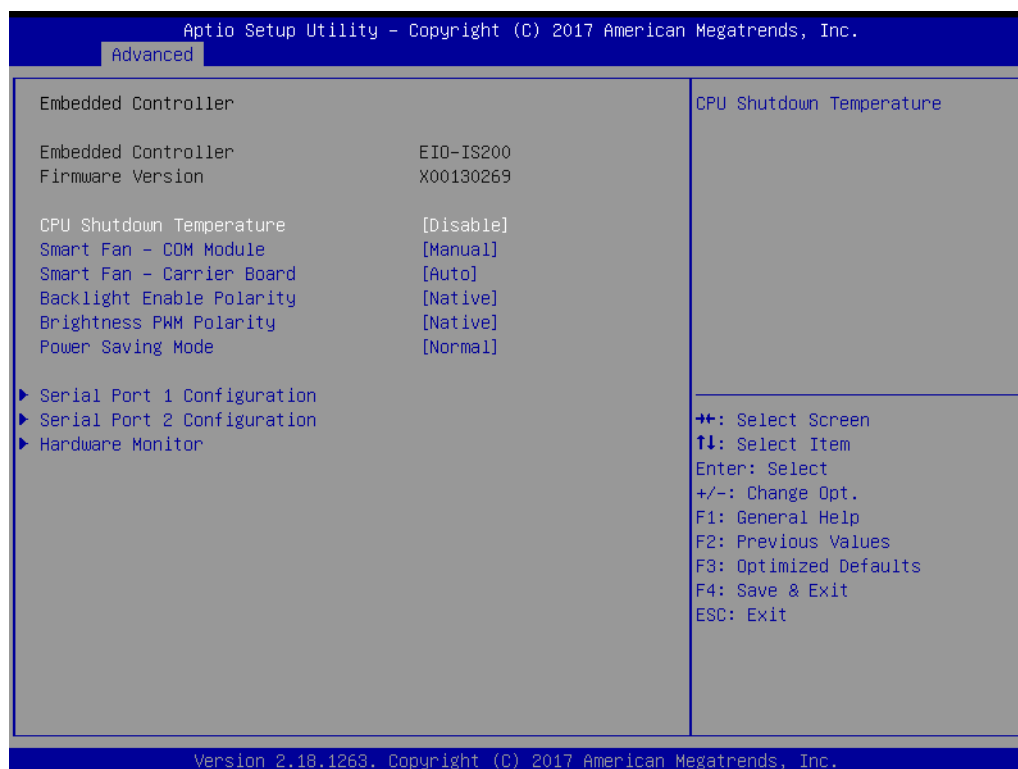 Aptio Setup Utility – Copyright (C) 2017 American Megatrends, Inc.
Advanced
Embedded Controller
Embedded Controller EIO-IS200
Firmware Version X00130269
CPU Shutdown Temperature [Disable]
Smart Fan – COM Module [Manual]
Smart Fan – Carrier Board [Auto]
Backlight Enable Polarity [Native]
Brightness PWM Polarity [Native]
Power Saving Mode [Normal]
▶ Serial Port 1 Configuration
▶ Serial Port 2 Configuration
▶ Hardware Monitor
CPU Shutdown Temperature
→←: Select Screen
↑↓: Select Item
Enter: Select
+/-: Change Opt.
F1: General Help
F2: Previous Values
F3: Optimized Defaults
F4: Save & Exit
ESC: Exit
Version 2.18.1263. Copyright (C) 2017 American Megatrends, Inc.